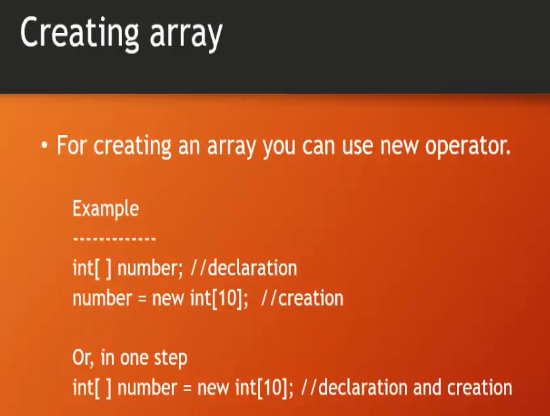 Creating array
• For creating an array you can use new operator.
Example
-------------
int[ ] number; //declaration
number = new int[10];  //creation
Or, in one step
int[ ] number = new int[10]; //declaration and creation